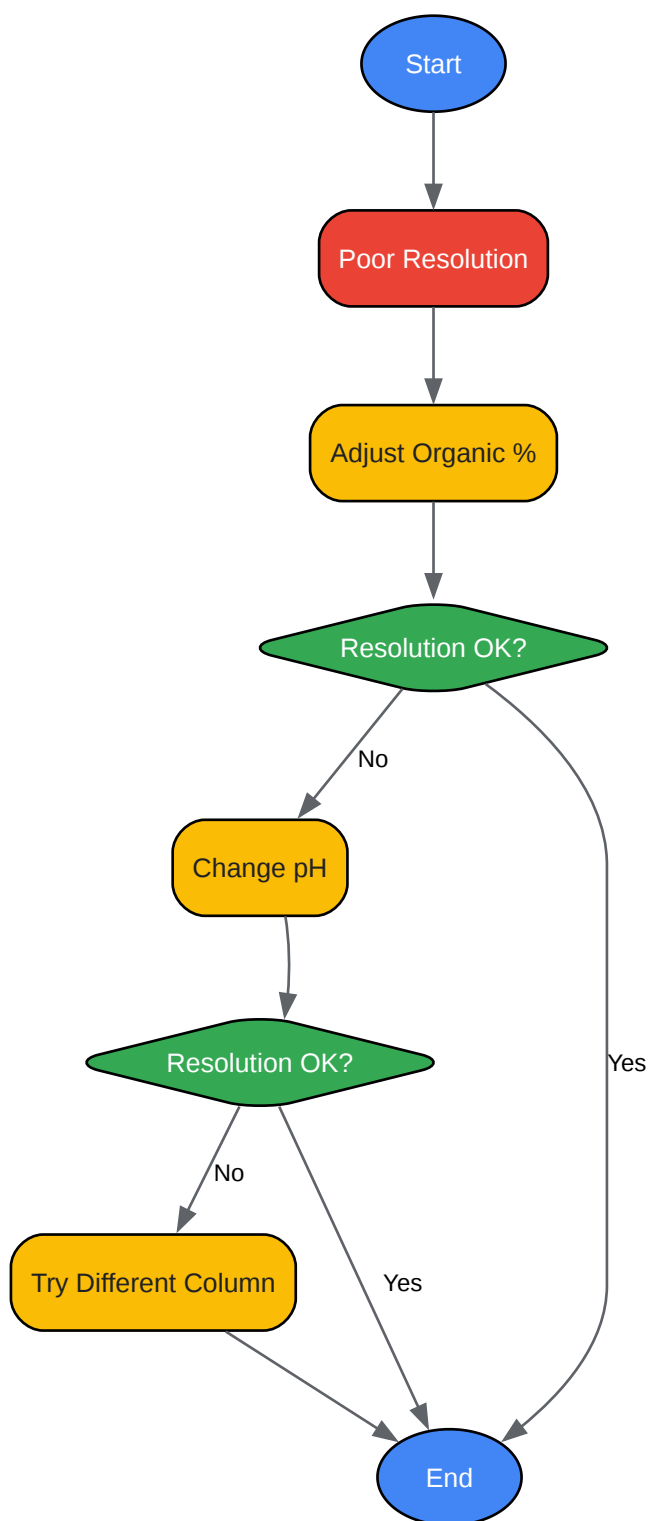 Start
Poor Resolution
Adjust Organic %
Resolution OK?
No
Change pH
Resolution OK?
Yes
No
Try Different Column
Yes
End